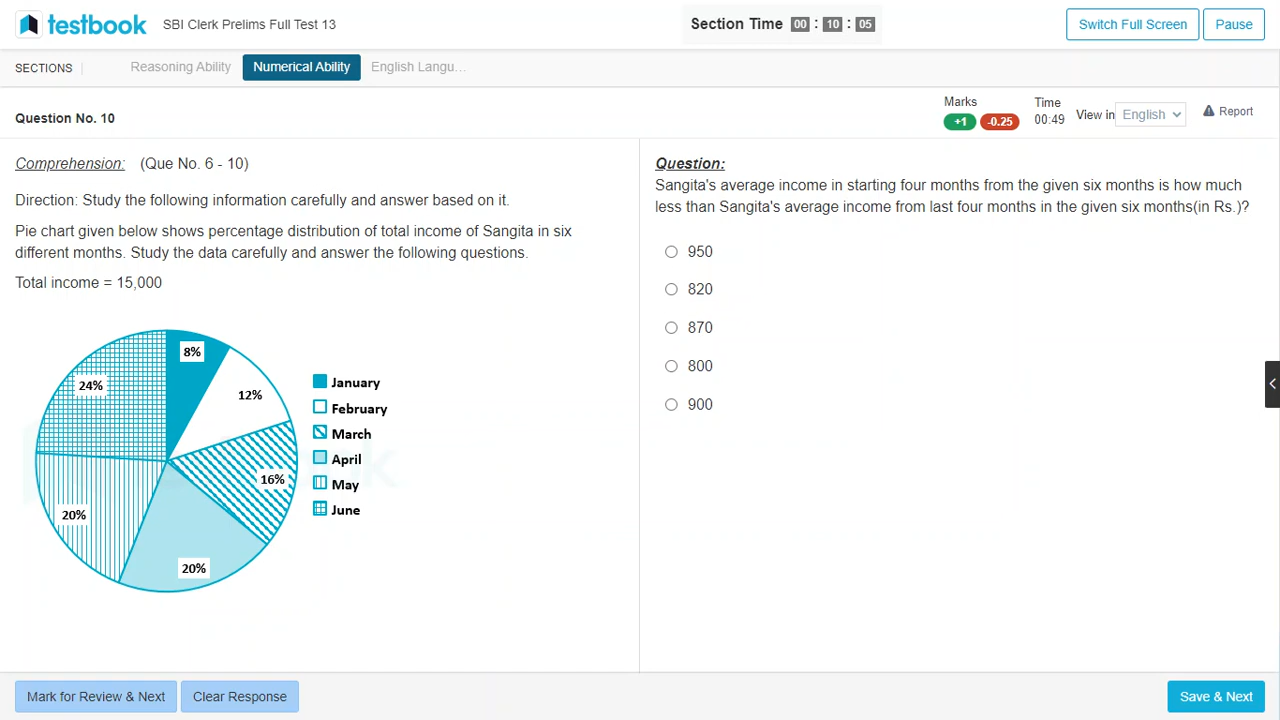 testbook
SBI Clerk Prelims Full Test 13
Section Time 00 : 10 : 05
Switch Full Screen
Pause
SECTIONS
Reasoning Ability
Numerical Ability
English Langu...
Question No. 10
Marks
+1 -0.25
Time
00:49
View in English
Report
Comprehension: (Que No. 6 - 10)
Direction: Study the following information carefully and answer based on it.
Pie chart given below shows percentage distribution of total income of Sangita in six
different months. Study the data carefully and answer the following questions.
Total income = 15,000
8%
12%
16%
20%
20%
24%
January
February
March
April
May
June
Question:
Sangita's average income in starting four months from the given six months is how much
less than Sangita's average income from last four months in the given six months(in Rs.)?
950
820
870
800
900
Mark for Review & Next
Clear Response
Save & Next